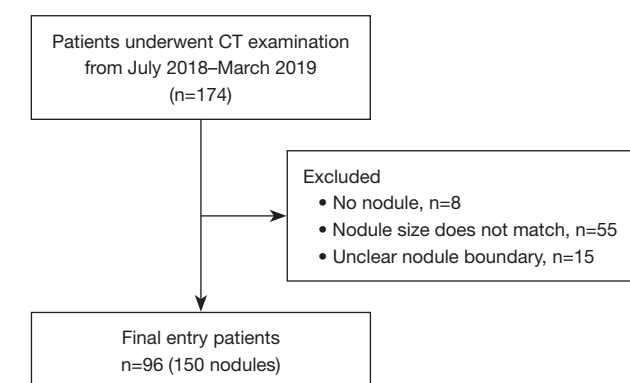 Patients underwent CT examination
from July 2018–March 2019
(n=174)
Excluded
• No nodule, n=8
• Nodule size does not match, n=55
• Unclear nodule boundary, n=15
Final entry patients
n=96 (150 nodules)